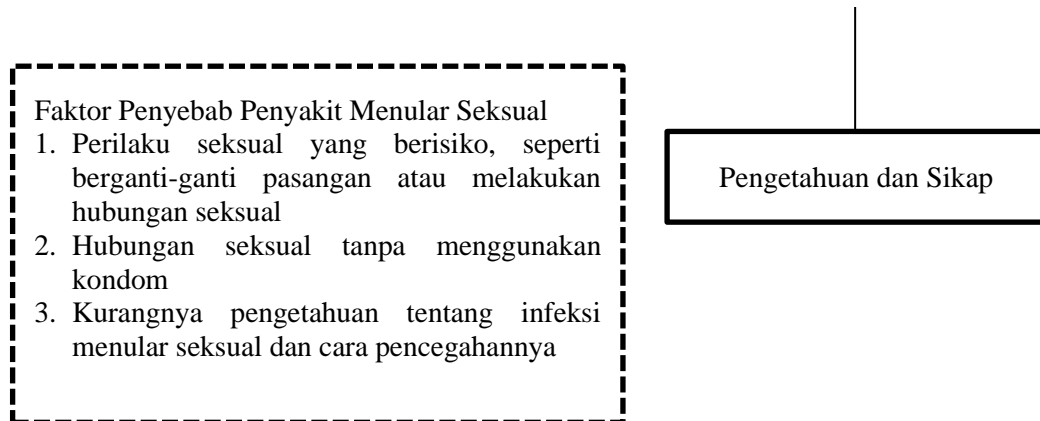 Faktor Penyebab Penyakit Menular Seksual
1. Perilaku seksual yang berisiko, seperti
berganti-ganti pasangan atau melakukan
hubungan seksual
2. Hubungan seksual tanpa menggunakan
kondom
3. Kurangnya pengetahuan tentang infeksi
menular seksual dan cara pencegahannya
Pengetahuan dan Sikap